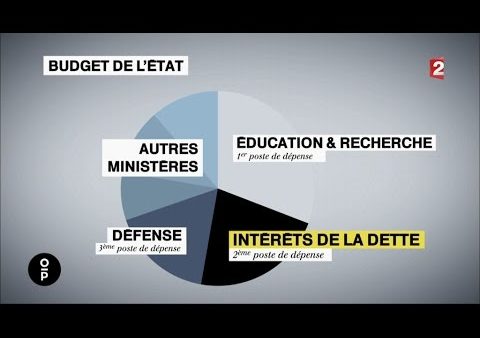 BUDGET DE L'ÉTAT
2
ÉDUCATION & RECHERCHE
1er poste de dépense
AUTRES
MINISTÈRES
DÉFENSE
3ème poste de dépense
INTÉRÊTS DE LA DETTE
2ème poste de dépense
O
P